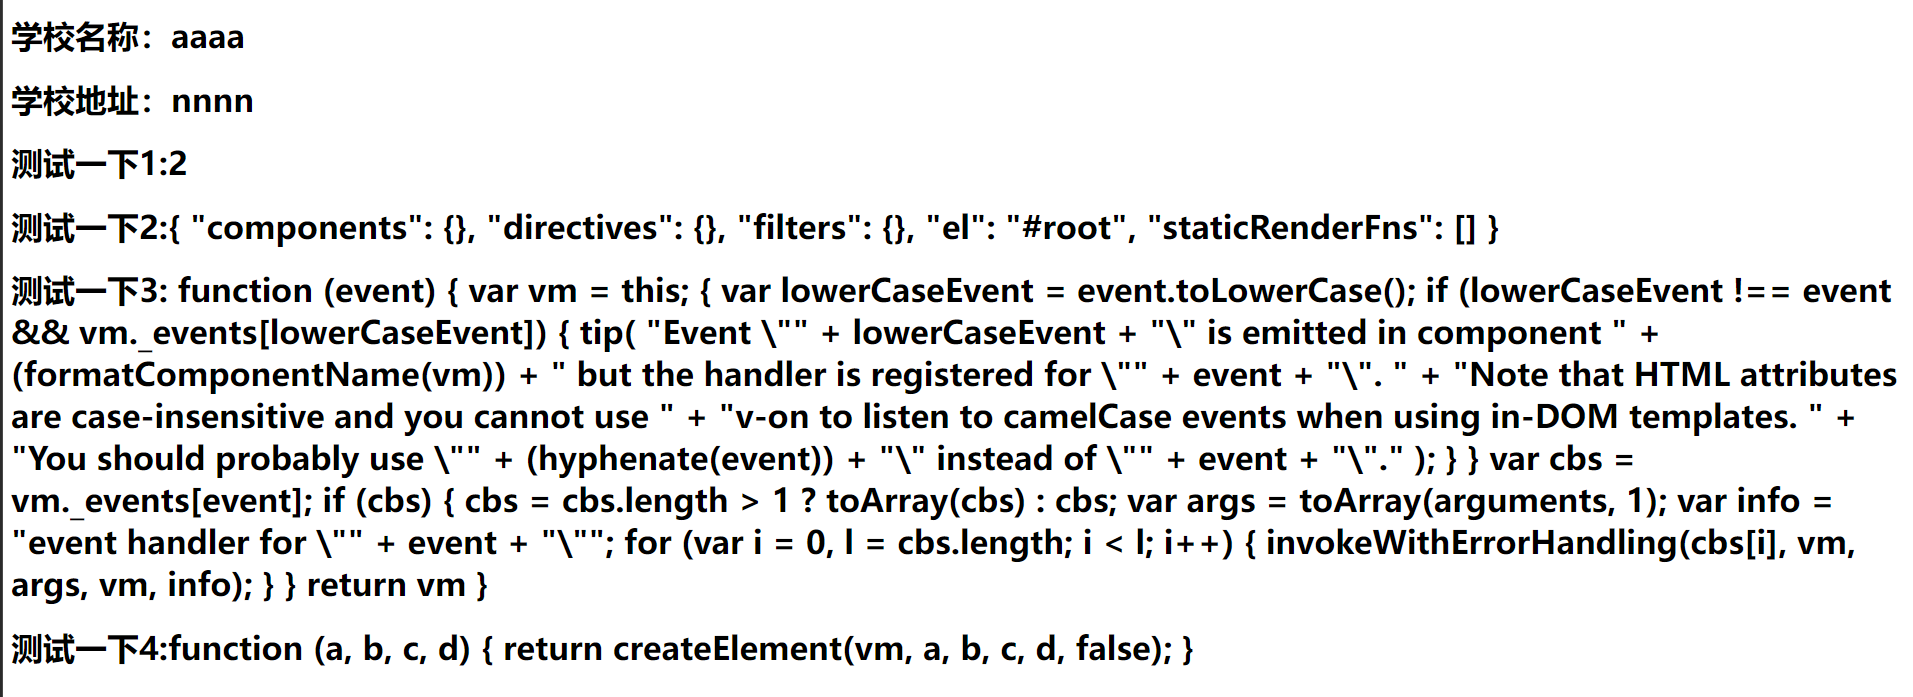 学校名称：aaaa
学校地址：nnnn
测试一下1:2
测试一下2:{ "components": {}, "directives": {}, "filters": {}, "el": "#root", "staticRenderFns": [] }
测试一下3: function (event) { var vm = this; { var lowerCaseEvent = event.toLowerCase(); if (lowerCaseEvent !== event
&& vm._events[lowerCaseEvent]) { tip( "Event \"" + lowerCaseEvent + "\" is emitted in component " +
(formatComponentName(vm)) + " but the handler is registered for \"" + event + "\". " + "Note that HTML attributes
are case-insensitive and you cannot use " + "v-on to listen to camelCase events when using in-DOM templates. " +
"You should probably use \"" + (hyphenate(event)) + "\" instead of \"" + event + "\"." ); } } var cbs =
vm._events[event]; if (cbs) { cbs = cbs.length > 1 ? toArray(cbs) : cbs; var args = toArray(arguments, 1); var info =
"event handler for \"" + event + "\""; for (var i = 0, l = cbs.length; i < l; i++) { invokeWithErrorHandling(cbs[i], vm,
args, vm, info); } } return vm }
测试一下4:function (a, b, c, d) { return createElement(vm, a, b, c, d, false); }